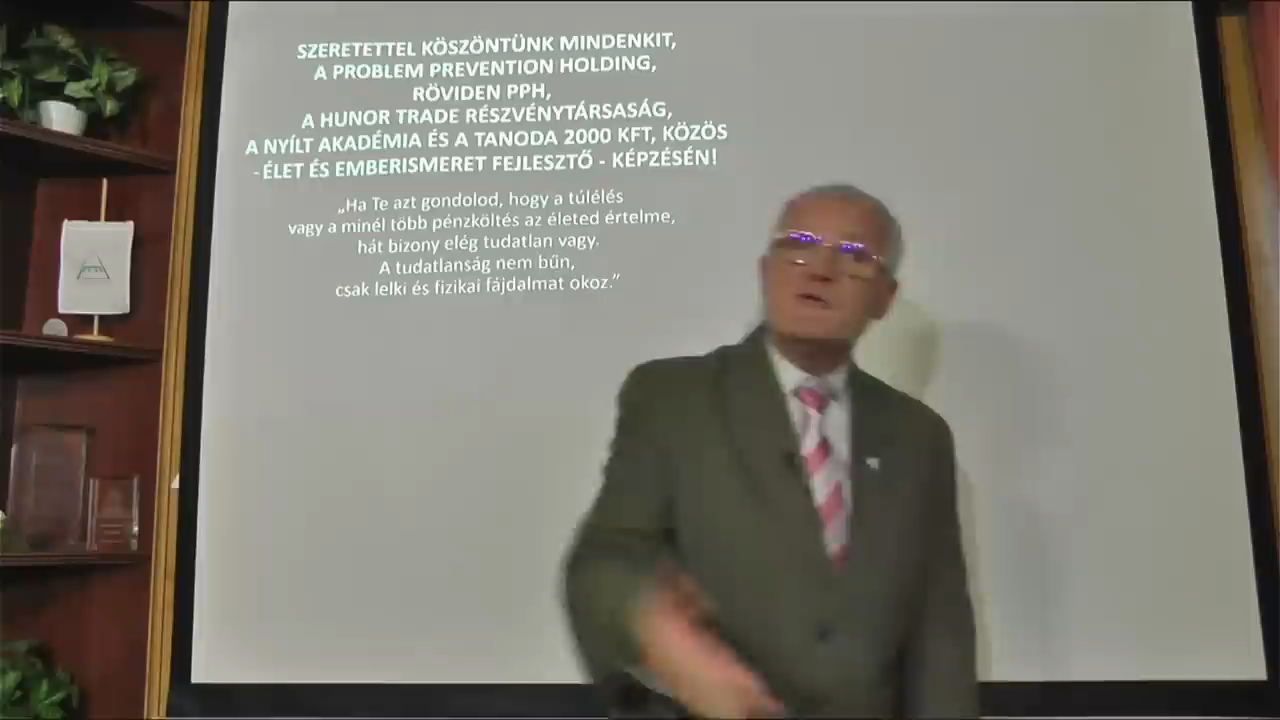 SZERETETTEL KÖSZÖNTÜNK MINDENKIT,
A PROBLEM PREVENTION HOLDING,
RÖVIDEN PPH,
A HUNOR TRADE RÉSZVÉNYTÁRSASÁG,
A NYÍLT AKADÉMIA ÉS A TANODA 2000 KFT, KÖZÖS
- ÉLET ÉS EMBERISMERET FEJLESZTŐ - KÉPZÉSÉN!
„Ha Te azt gondolod, hogy a túlélés
vagy a minél több pénzköltés az életed értelme,
hát bizony elég tudatlan vagy.
A tudatlanság nem bűn,
csak lelki és fizikai fájdalmat okoz.”